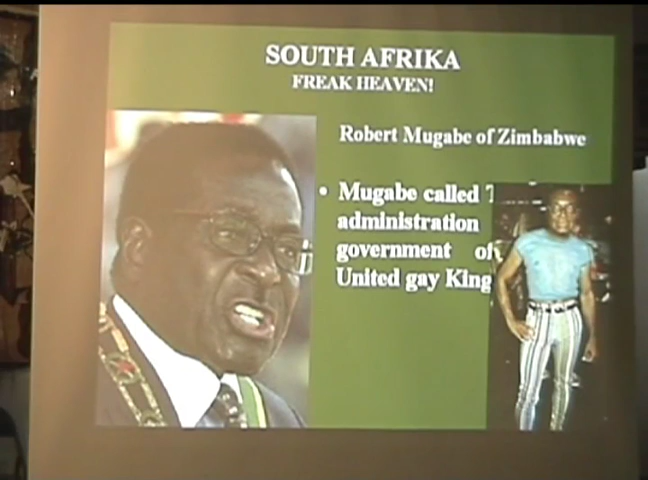 SOUTH AFRIKA
FREAK HEAVEN!
Robert Mugabe of Zimbabwe
• Mugabe called
administration
government of
United gay King